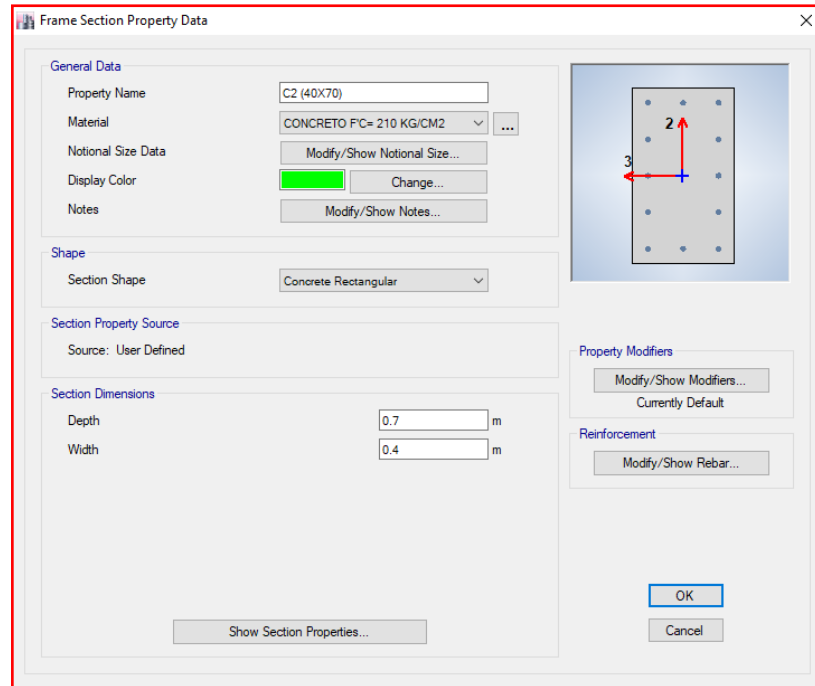 Frame Section Property Data
General Data
Property Name C2 (40X70)
Material CONCRETO F'C= 210 KG/CM2 ...
Notional Size Data Modify/Show Notional Size...
Display Color Change...
Notes Modify/Show Notes...
2
3
Shape
Section Shape Concrete Rectangular
Section Property Source
Source: User Defined
Property Modifiers
Modify/Show Modifiers...
Currently Default
Section Dimensions
Depth 0.7 m
Width 0.4 m
Reinforcement
Modify/Show Rebar...
Show Section Properties...
OK
Cancel